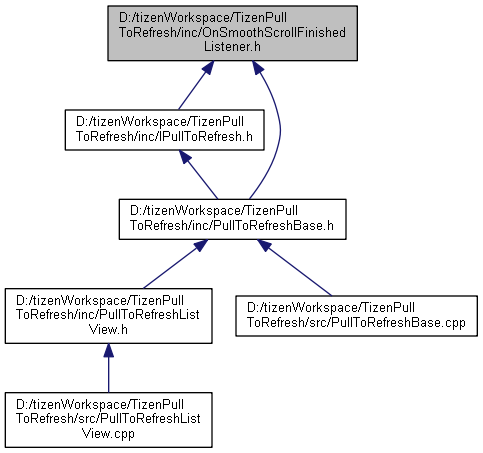 D:/tizenWorkspace/TizenPull
ToRefresh/inc/OnSmoothScrollFinished
Listener.h
D:/tizenWorkspace/TizenPull
ToRefresh/inc/IPullToRefresh.h
D:/tizenWorkspace/TizenPull
ToRefresh/inc/PullToRefreshBase.h
D:/tizenWorkspace/TizenPull
ToRefresh/inc/PullToRefreshList
View.h
D:/tizenWorkspace/TizenPull
ToRefresh/src/PullToRefreshBase.cpp
D:/tizenWorkspace/TizenPull
ToRefresh/src/PullToRefreshList
View.cpp